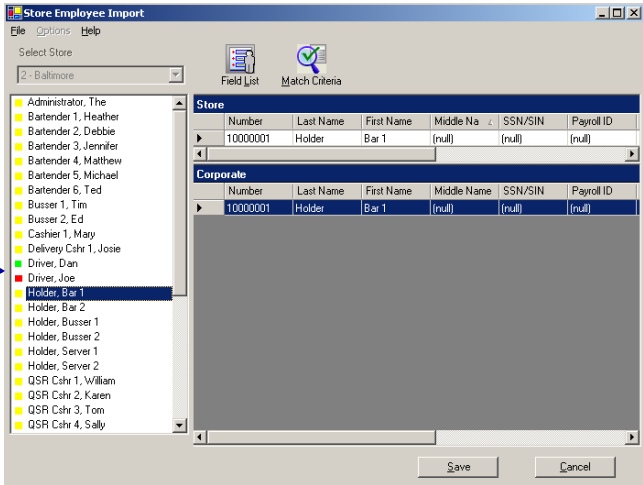 Store Employee Import
File Options Help
Select Store
2 - Baltimore
Field List
Match Criteria
Administrator, The
Bartender 1, Heather
Bartender 2, Debbie
Bartender 3, Jennifer
Bartender 4, Matthew
Bartender 5, Michael
Bartender 6, Ted
Busser 1, Tim
Busser 2, Ed
Cashier 1, Mary
Delivery Cshr 1, Josie
Driver, Dan
Driver, Joe
Holder, Bar 1
Holder, Bar 2
Holder, Busser 1
Holder, Busser 2
Holder, Server 1
Holder, Server 2
QSR Cshr 1, William
QSR Cshr 2, Karen
QSR Cshr 3, Tom
QSR Cshr 4, Sally
Store
Number Last Name First Name Middle Na SSN/SIN Payroll ID
10000001 Holder Bar 1 (null) (null) (null)
Corporate
Number Last Name First Name Middle Name SSN/SIN Payroll ID
10000001 Holder Bar 1 (null) (null) (null)
Save Cancel